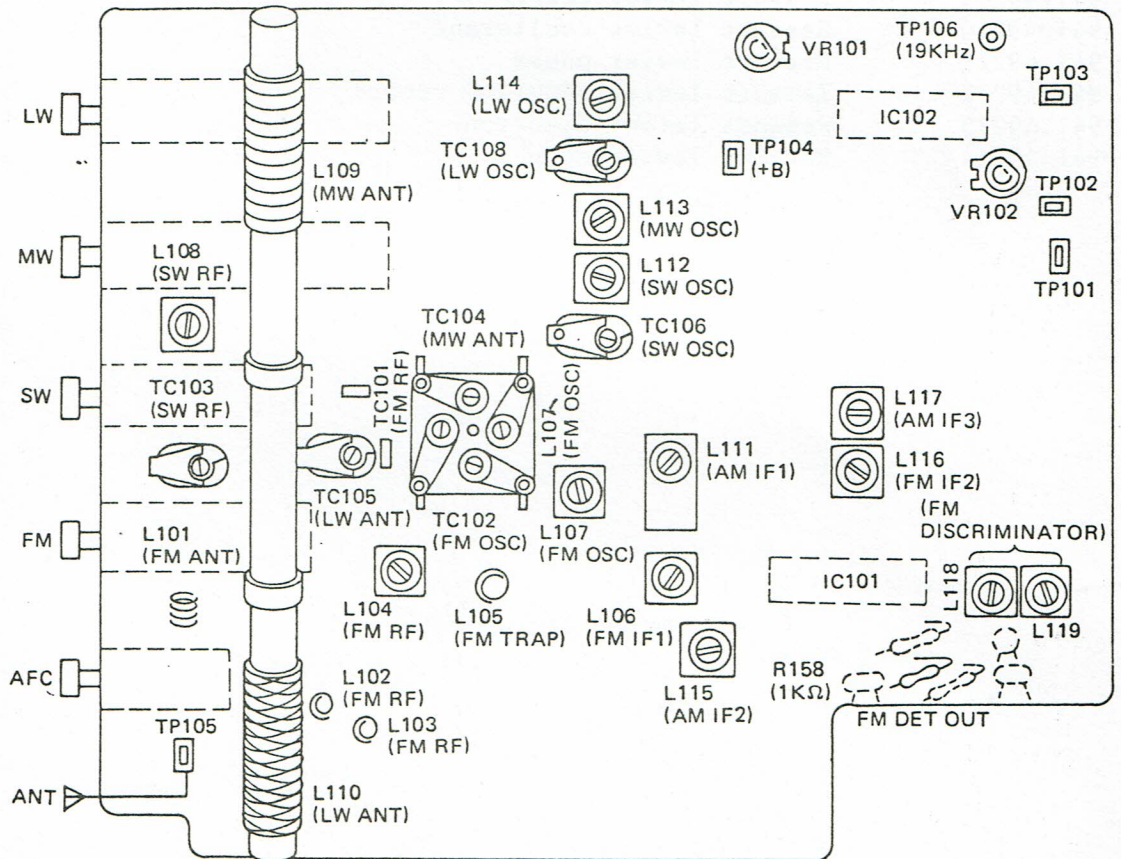 TP106
(19KHz)
VR101
TP103
L114
(LW OSC)
LW
IC102
TC108
(LW OSC)
TP104
(+B)
L109
(MW ANT)
TP102
VR102
L113
(MW OSC)
MW
L108
(SW RF)
L112
(SW OSC)
TP101
TC104
(MW ANT)
TC106
(SW OSC)
TC101
(FM RF)
SW
TC103
(SW RF)
L107
(FM OSC)
L117
(AM IF3)
L111
(AM IF1)
L116
(FM IF2)
TC105
(LW ANT)
(FM
DISCRIMINATOR)
TC102
(FM OSC)
L107
(FM OSC)
FM
L101
(FM ANT)
IC101
L118
L104
(FM RF)
L105
(FM TRAP)
L106
(FM IF1)
L119
AFC
L102
(FM RF)
R158
(1KΩ)
L115
(AM IF2)
FM DET OUT
TP105
L103
(FM RF)
ANT
L110
(LW ANT)